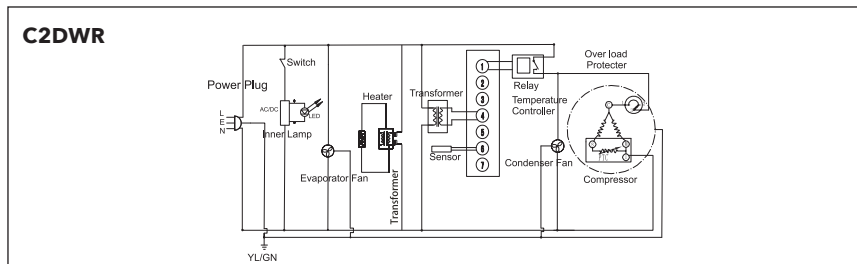 C2DWR
Switch
Power Plug
L
E
N
AC/DC
LED
Inner Lamp
Evaporator Fan
Heater
Transformer
Transformer
Sensor
1
2
3
4
5
6
7
Relay
Temperature
Controller
Condenser Fan
Over load
Protecter
PTC
Compressor
YL/GN